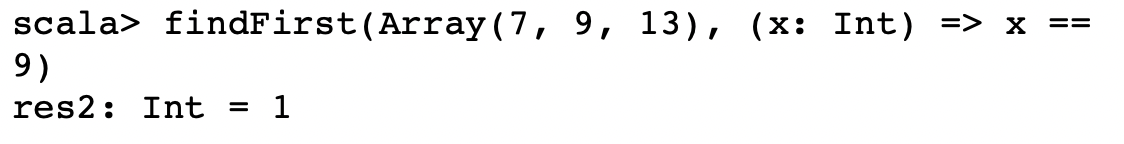 scala> findFirst(Array(7, 9, 13), (x: Int) => x ==
9)
res2: Int = 1